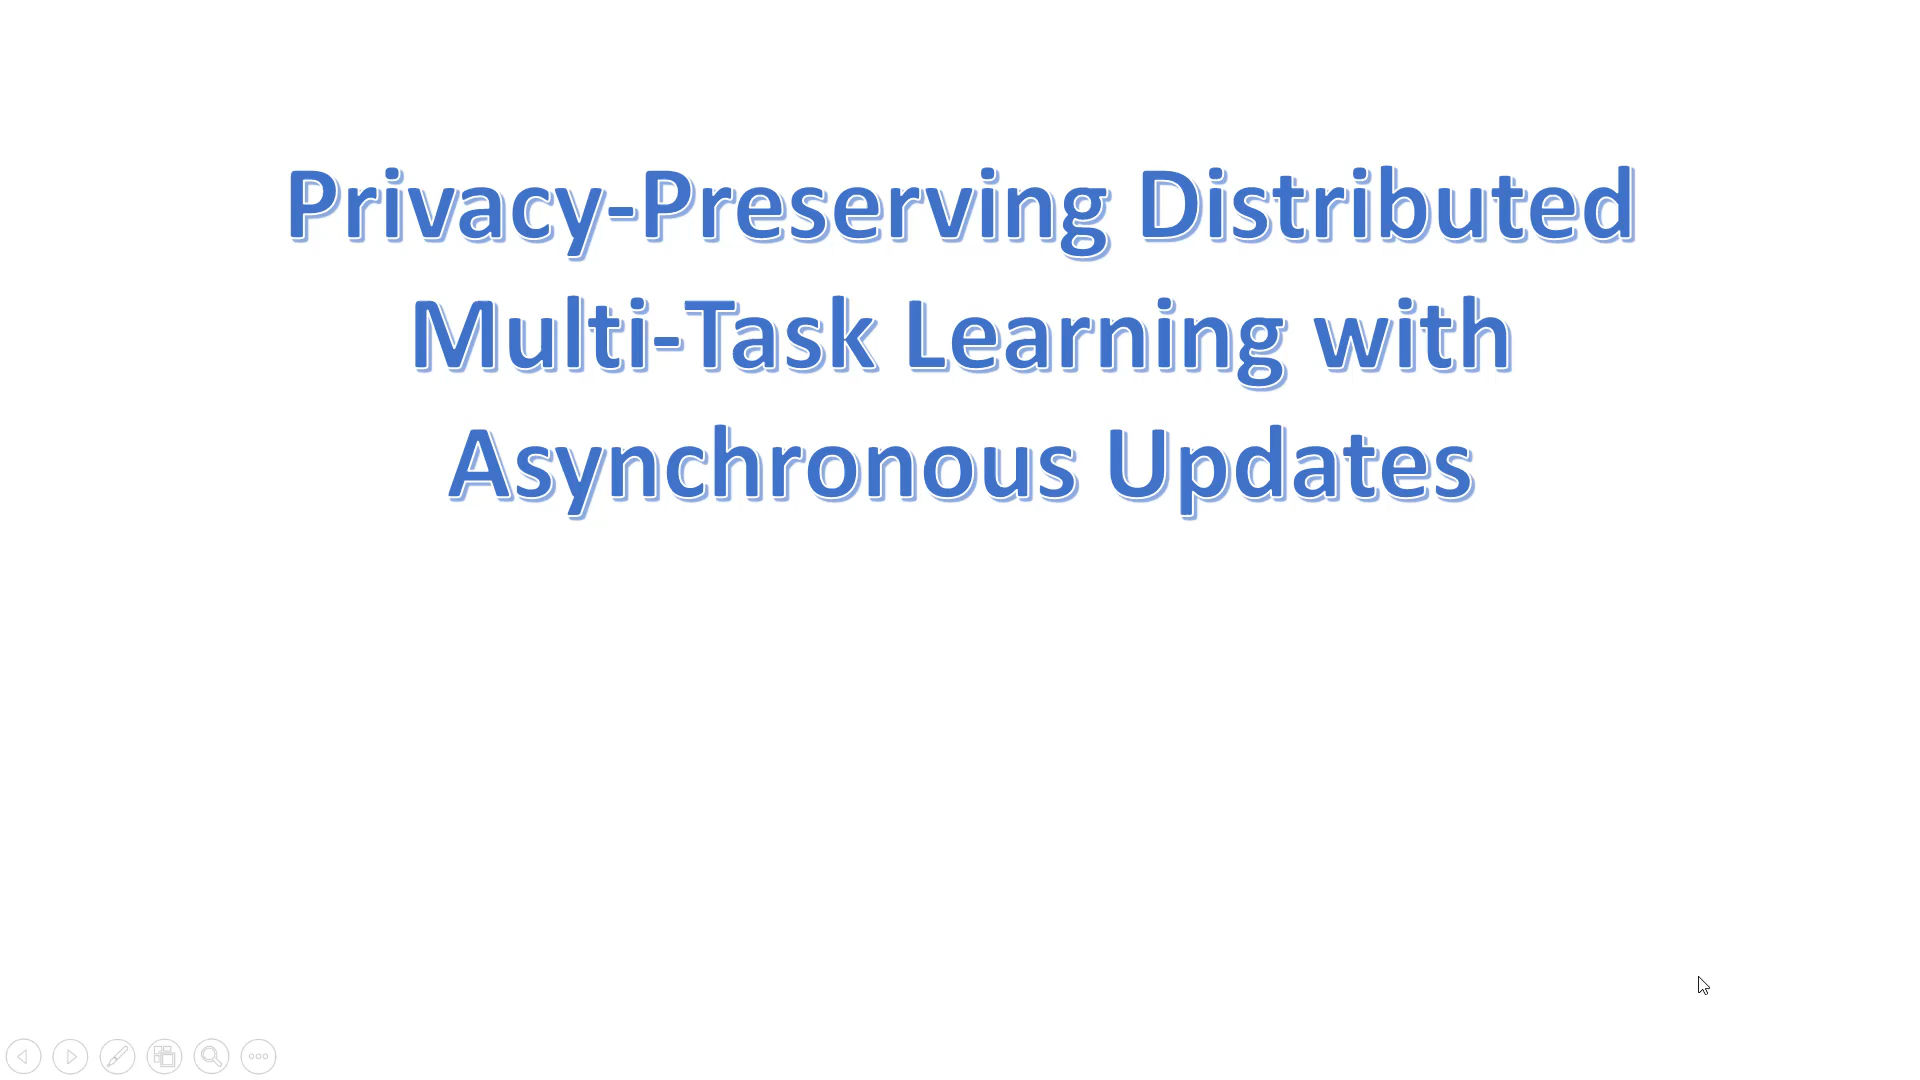 Privacy-Preserving Distributed
Multi-Task Learning with
Asynchronous Updates